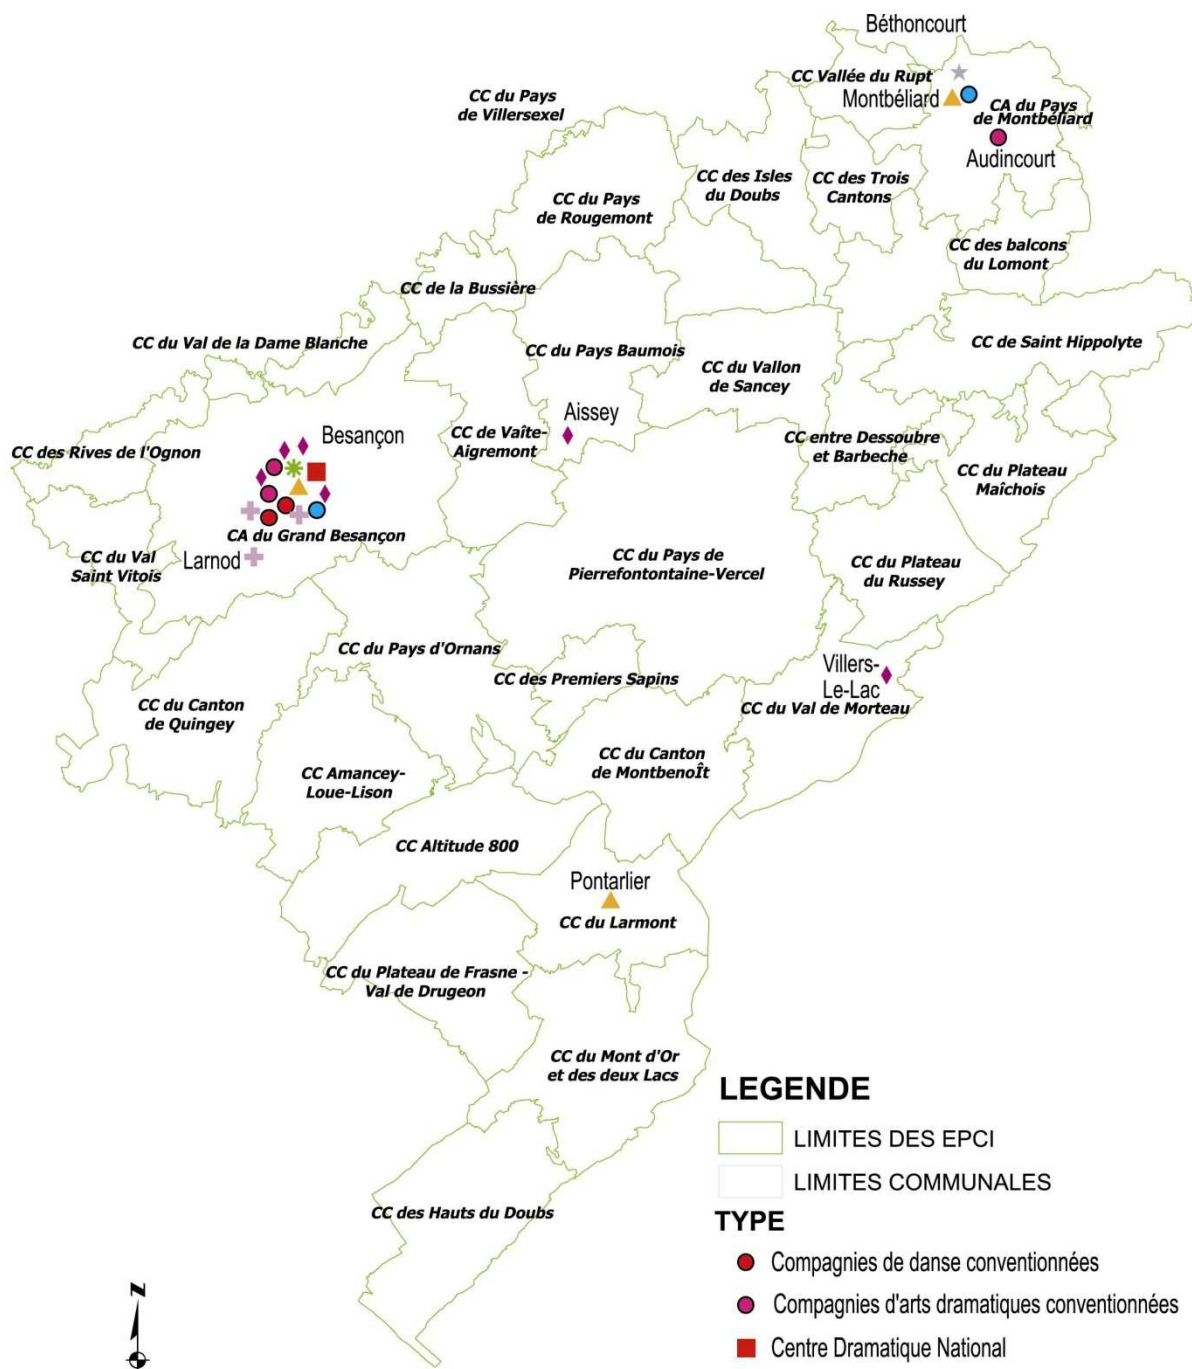 Béthoncourt
CC Vallée du Rupt
Montbéliard
CA du Pays
de Montbéliard
Audincourt
CC du Pays
de Villersexel
CC des Isles
du Doubs
CC des Trois
Cantons
CC du Pays
de Rougemont
CC des balcons
du Lomont
CC de la Bussière
CC du Val de la Dame Blanche
CC du Pays Baumois
CC de Saint Hippolyte
CC du Vallon
de Sancey
Aissey
Besançon
CC des Rives de l'Ognon
CC de Vaîte-
Aigremont
CC entre Dessoubre
et Barbeche
CC du Plateau
Maîchois
CA du Grand Besançon
CC du Val
Saint Vitois
Larnod
CC du Pays de
Pierrefontontaine-Vercel
CC du Plateau
du Russey
CC du Pays d'Ornans
CC des Premiers Sapins
Villers-
Le-Lac
CC du Val de Morteau
CC du Canton
de Quingey
CC du Canton
de MontbenoÎt
CC Amancey-
Loue-Lison
CC Altitude 800
Pontarlier
CC du Larmont
CC du Plateau de Frasne -
Val de Drugeon
CC du Mont d'Or
et des deux Lacs
CC des Hauts du Doubs
LEGENDE
LIMITES DES EPCI
LIMITES COMMUNALES
TYPE
Compagnies de danse conventionnées
Compagnies d'arts dramatiques conventionnées
Centre Dramatique National
N